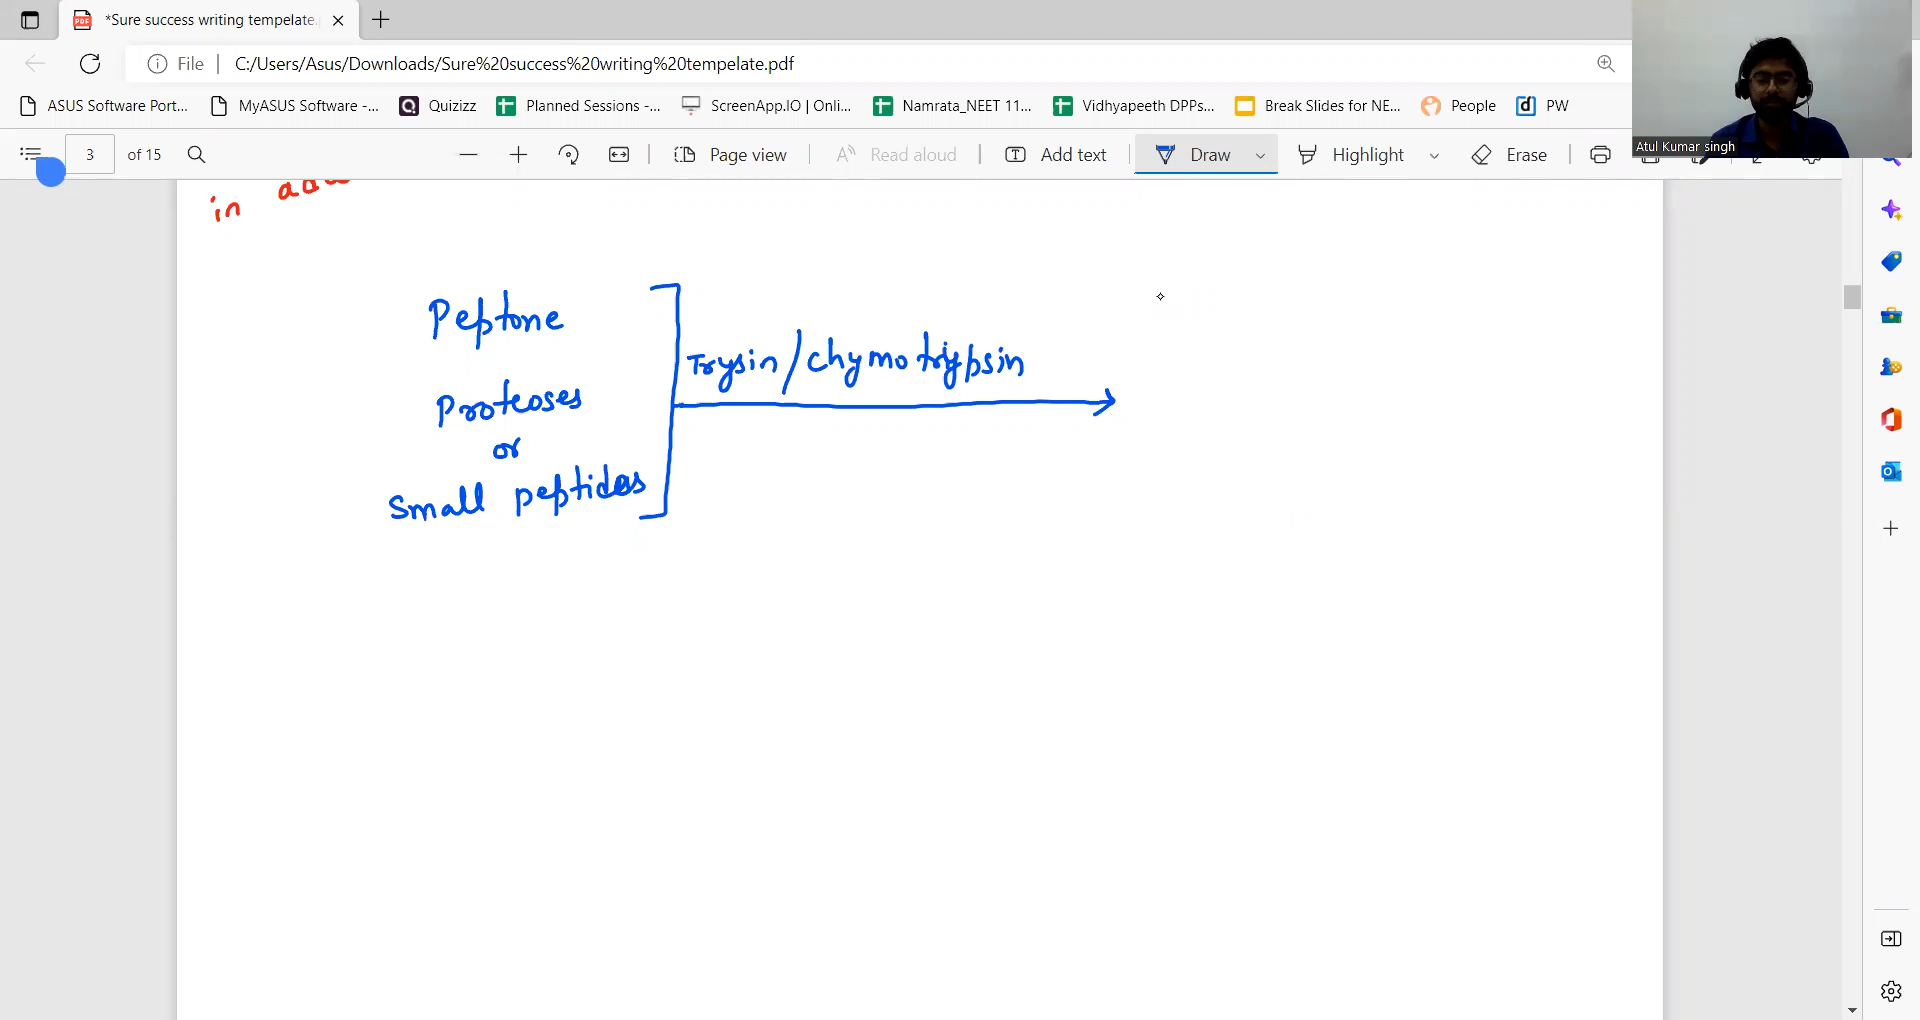 *Sure success writing tempelate.
File C:/Users/Asus/Downloads/Sure%20success%20writing%20tempelate.pdf
ASUS Software Port... MyASUS Software -... Quizizz Planned Sessions -... ScreenApp.IO | Onli... Namrata_NEET 11... Vidhyapeeth DPPs... Break Slides for NE... People PW
3 of 15 Page view Read aloud Add text Draw Highlight Erase
Atul Kumar singh
in
Peptone
Trysin/chymotrypsin
Proteoses
or
Small peptides